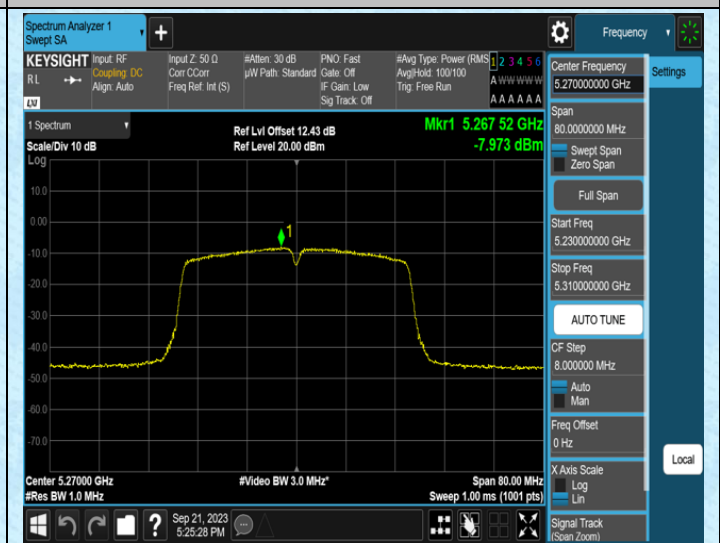 Spectrum Analyzer 1
Swept SA
+
Frequency
KEYSIGHT
RL
LXI
Input: RF
Coupling: DC
Align: Auto
Input Z: 50 Ω
Corr CCorr
Freq Ref: Int (S)
#Atten: 30 dB
µW Path: Standard
PNO: Fast
Gate: Off
IF Gain: Low
Sig Track: Off
#Avg Type: Power (RMS
Avg|Hold: 100/100
Trig: Free Run
1 2 3 4 5 6
A W W W W W
A A A A A A
1 Spectrum
Scale/Div 10 dB
Log
Ref Lvl Offset 12.43 dB
Ref Level 20.00 dBm
Mkr1 5.267 52 GHz
-7.973 dBm
10.0
0.00
-10.0
-20.0
-30.0
-40.0
-50.0
-60.0
-70.0
1
Center 5.27000 GHz
#Res BW 1.0 MHz
#Video BW 3.0 MHz*
Span 80.00 MHz
Sweep 1.00 ms (1001 pts)
?
Sep 21, 2023
5:25:28 PM
Center Frequency
5.270000000 GHz
Settings
Span
80.0000000 MHz
Swept Span
Zero Span
Full Span
Start Freq
5.230000000 GHz
Stop Freq
5.310000000 GHz
AUTO TUNE
CF Step
8.000000 MHz
Auto
Man
Freq Offset
0 Hz
X Axis Scale
Log
Lin
Local
Signal Track
(Span Zoom)